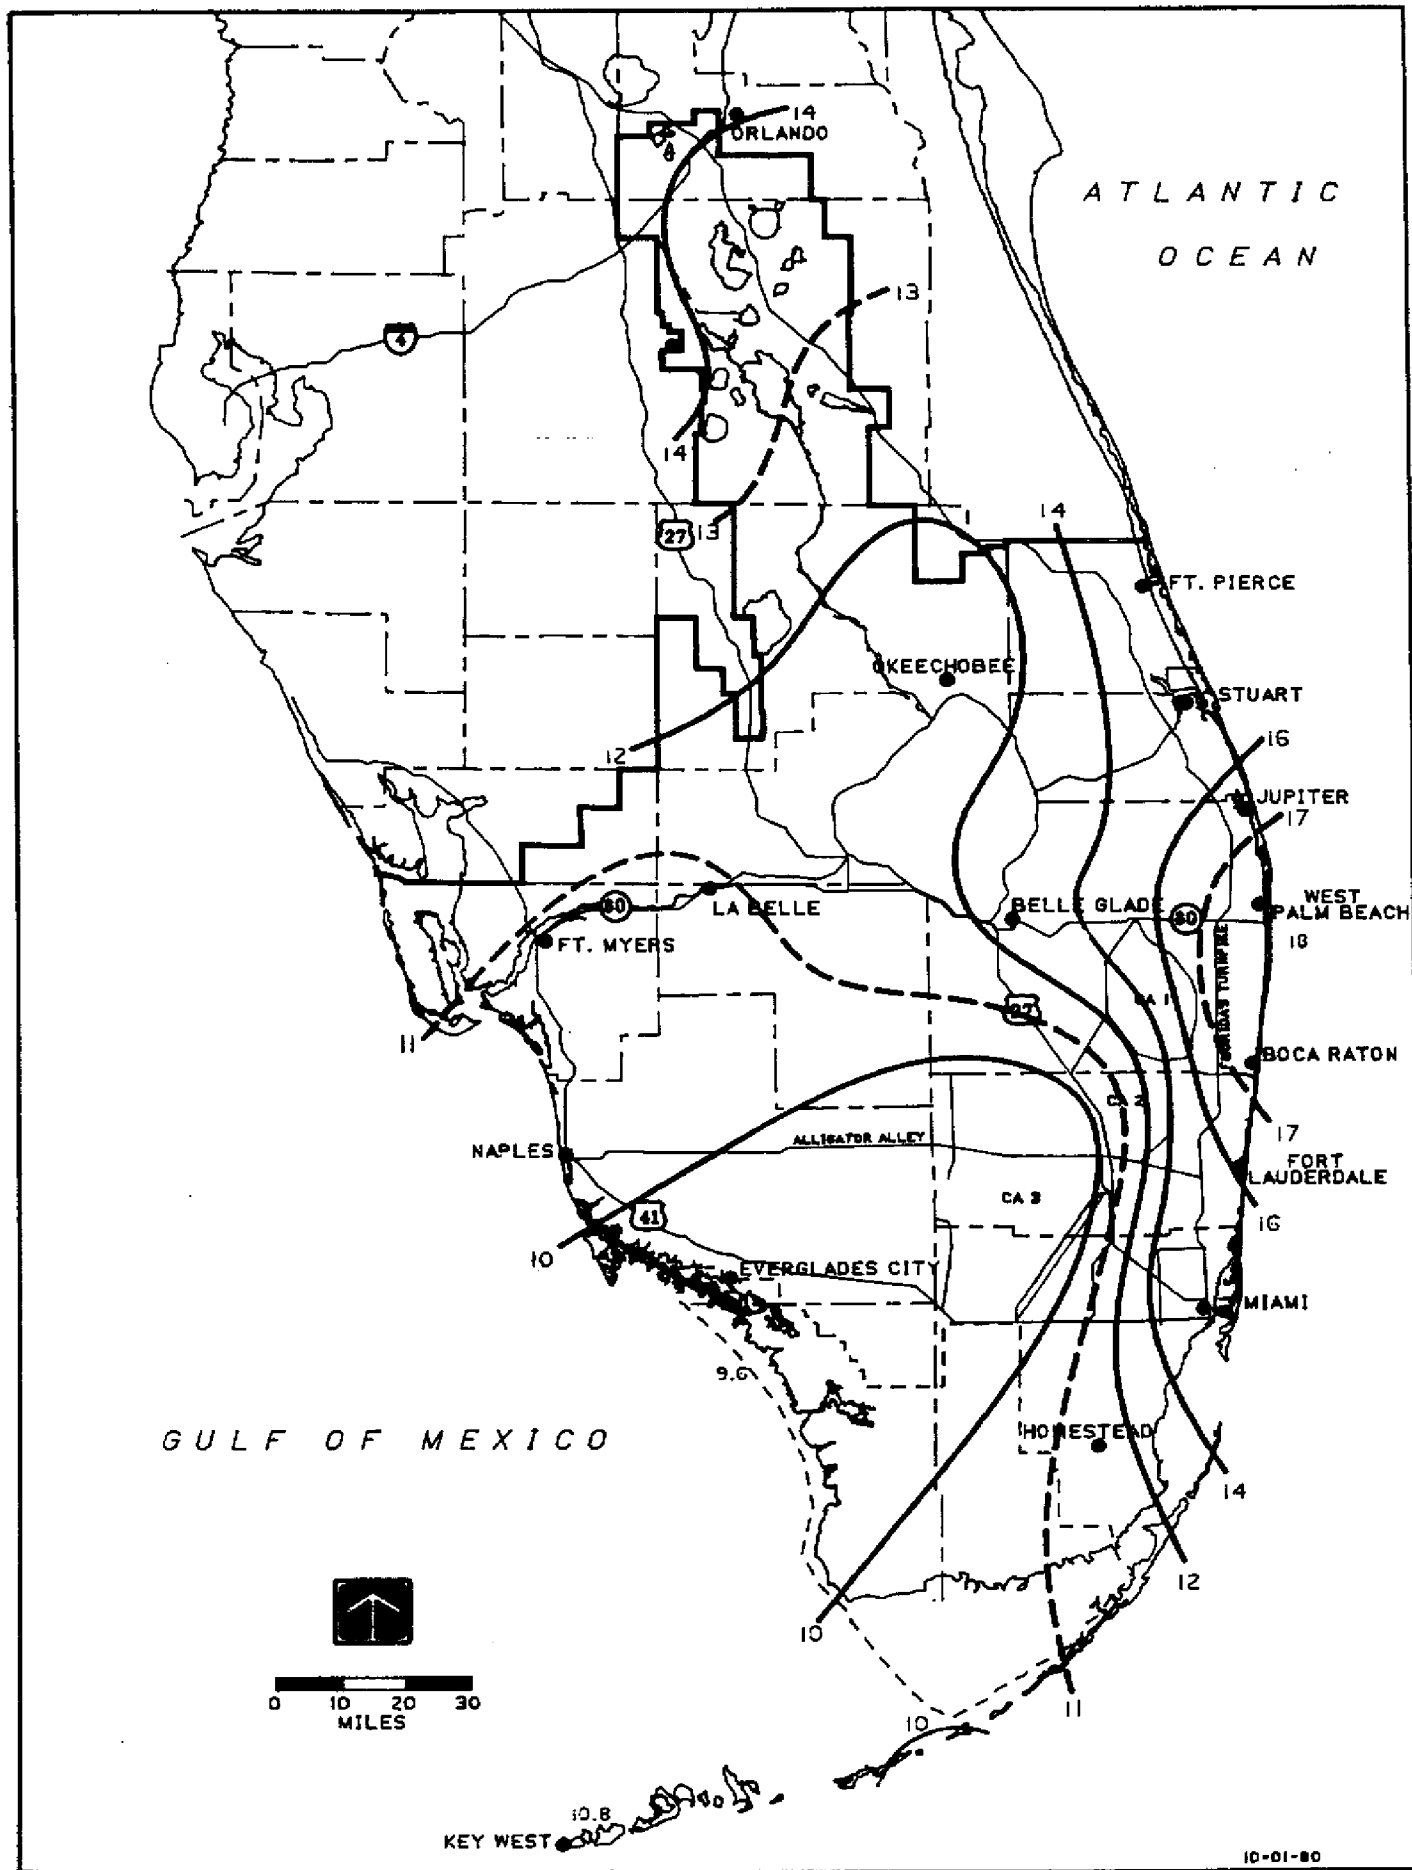 14
ORLANDO
ATLANTIC
OCEAN
13
4
14
13
27
14
FT. PIERCE
OKEECHOBEE
STUART
16
12
JUPITER
17
LA BELLE
BELLE GLADE
80
80
WEST
PALM BEACH
18
FT. MYERS
FLORIDA'S TURNPIKE
CA 1
27
11
BOCA RATON
CA 2
17
ALLIGATOR ALLEY
NAPLES
FORT
LAUDERDALE
CA 3
41
16
10
EVERGLADES CITY
MIAMI
9.6
GULF OF MEXICO
HOMESTEAD
14
12
10
0 10 20 30
MILES
11
10
10.8
KEY WEST
10-01-80